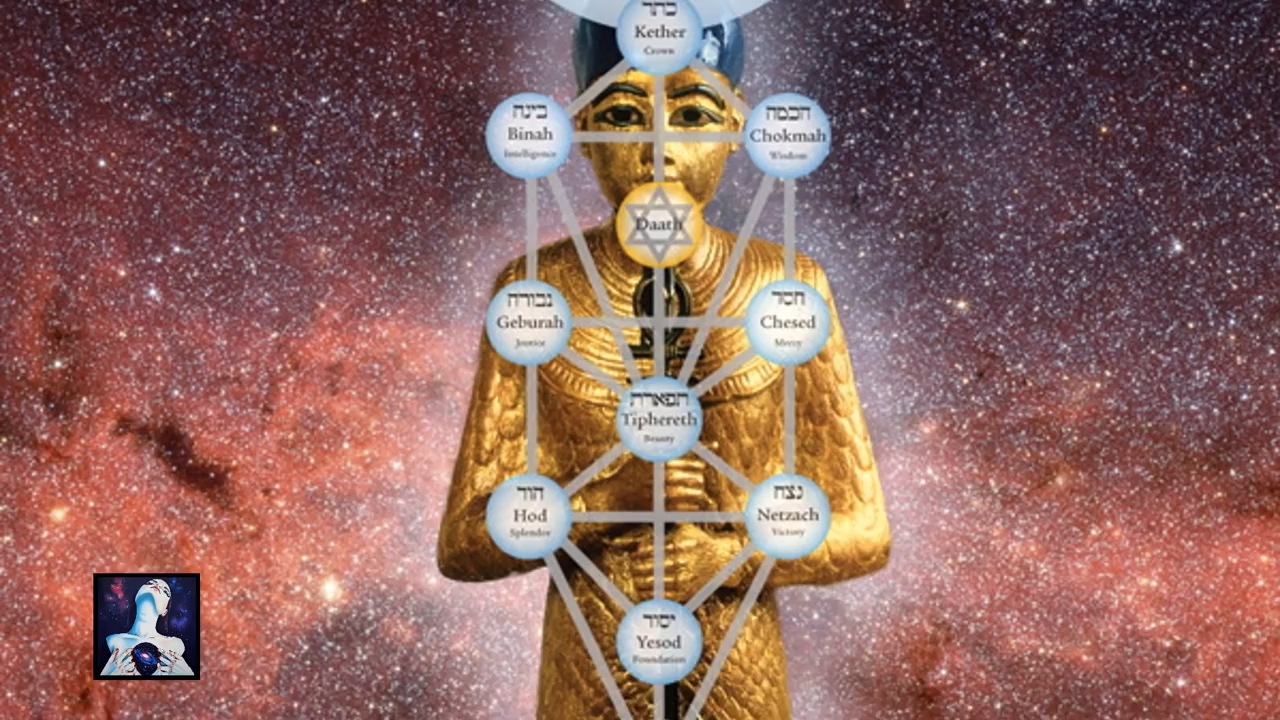 כתר
Kether
Crown
בינה
Binah
Intelligence
חכמה
Chokmah
Wisdom
Daath
גבורה
Geburah
Justice
חסד
Chesed
Mercy
תפארת
Tiphereth
Beauty
הוד
Hod
Splendor
נצח
Netzach
Victory
יסוד
Yesod
Foundation